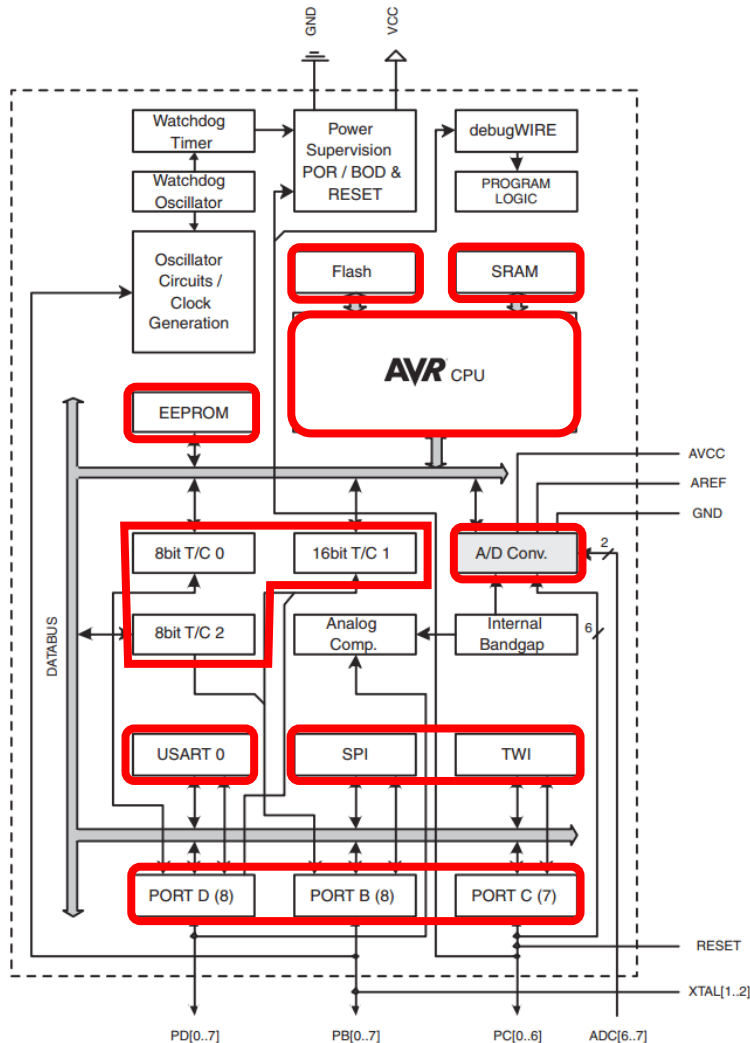 GND
VCC
Watchdog
Timer
Power
Supervision
POR / BOD &
RESET
debugWIRE
Watchdog
Oscillator
PROGRAM
LOGIC
Oscillator
Circuits /
Clock
Generation
Flash
SRAM
AVR CPU
EEPROM
AVCC
AREF
GND
8bit T/C 0
16bit T/C 1
A/D Conv.
2
8bit T/C 2
Analog
Comp.
Internal
Bandgap
6
DATABUS
USART 0
SPI
TWI
PORT D (8)
PORT B (8)
PORT C (7)
RESET
XTAL[1..2]
PD[0..7]
PB[0..7]
PC[0..6]
ADC[6..7]